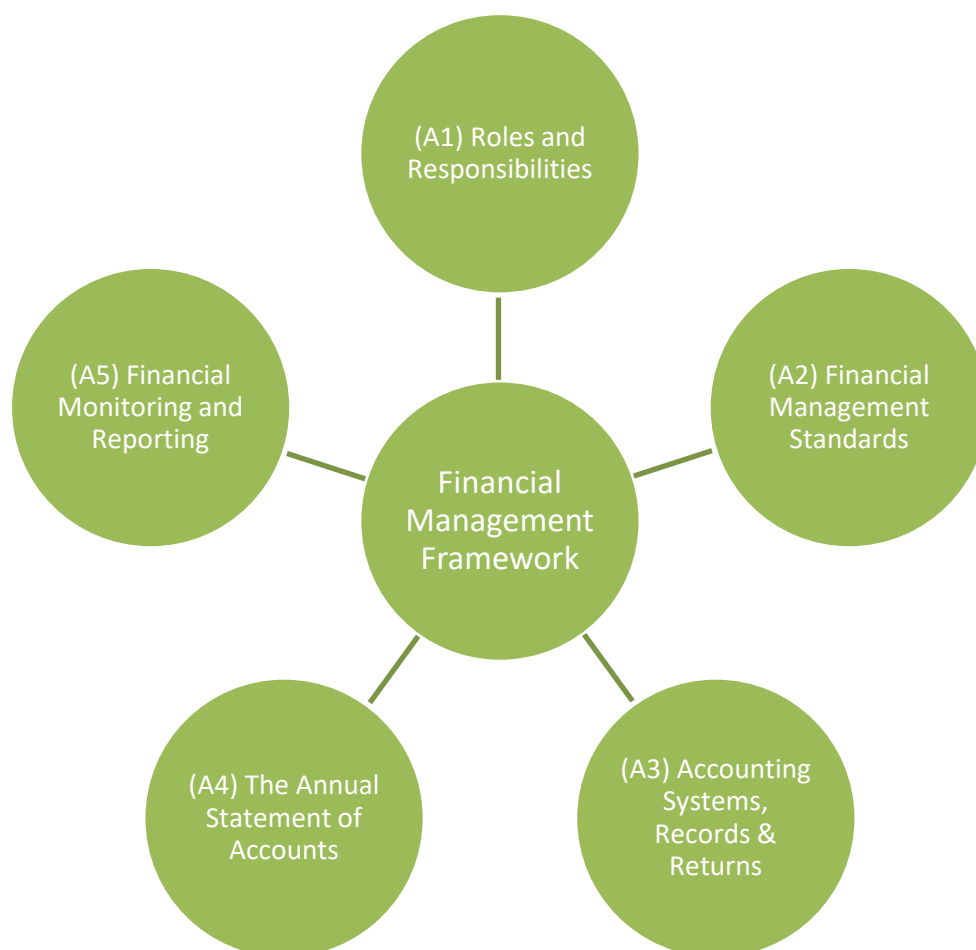 (A1) Roles and
Responsibilities
(A5) Financial
Monitoring and
Reporting
(A2) Financial
Management
Standards
Financial
Management
Framework
(A4) The Annual
Statement of
Accounts
(A3) Accounting
Systems,
Records &
Returns